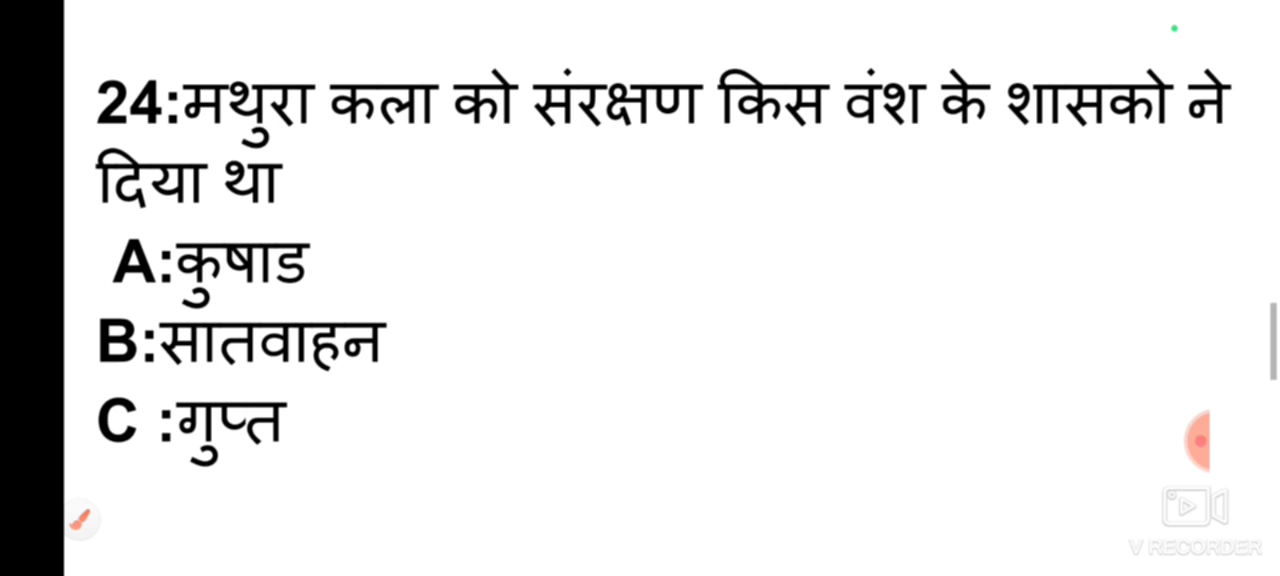 24:मथुरा कला को संरक्षण किस वंश के शासको ने
दिया था
A:कुषाड
B:सातवाहन
C :गुप्त
V RECORDER